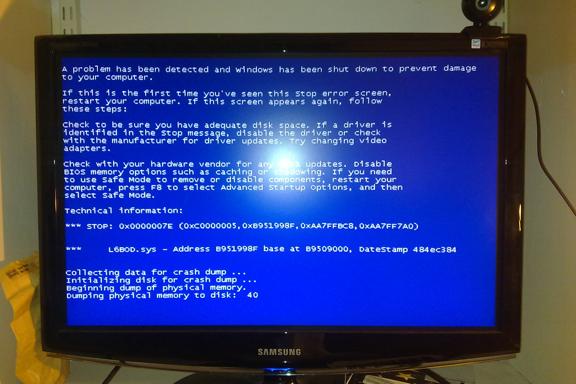 A problem has been detected and Windows has been shut down to prevent damage
to your computer.
If this is the first time you've seen this Stop error screen,
restart your computer. If this screen appears again, follow
these steps:
Check to be sure you have adequate disk space. If a driver is
identified in the Stop message, disable the driver or check
with the manufacturer for driver updates. Try changing video
adapters.
Check with your hardware vendor for any updates. Disable
BIOS memory options such as caching or shadowing. If you need
to use Safe Mode to remove or disable components, restart your
computer, press F8 to select Advanced Startup Options, and then
select Safe Mode.
Technical information:
*** STOP: 0x0000007E (0xC0000005,0xB951998F,0xAA7FFBC8,0xAA7FF7A0)
*** L6BOD.sys - Address B951998F base at B9509000, DateStamp 484ec384
Collecting data for crash dump ...
Initializing disk for crash dump ...
Beginning dump of physical memory.
Dumping physical memory to disk: 40
SAMSUNG